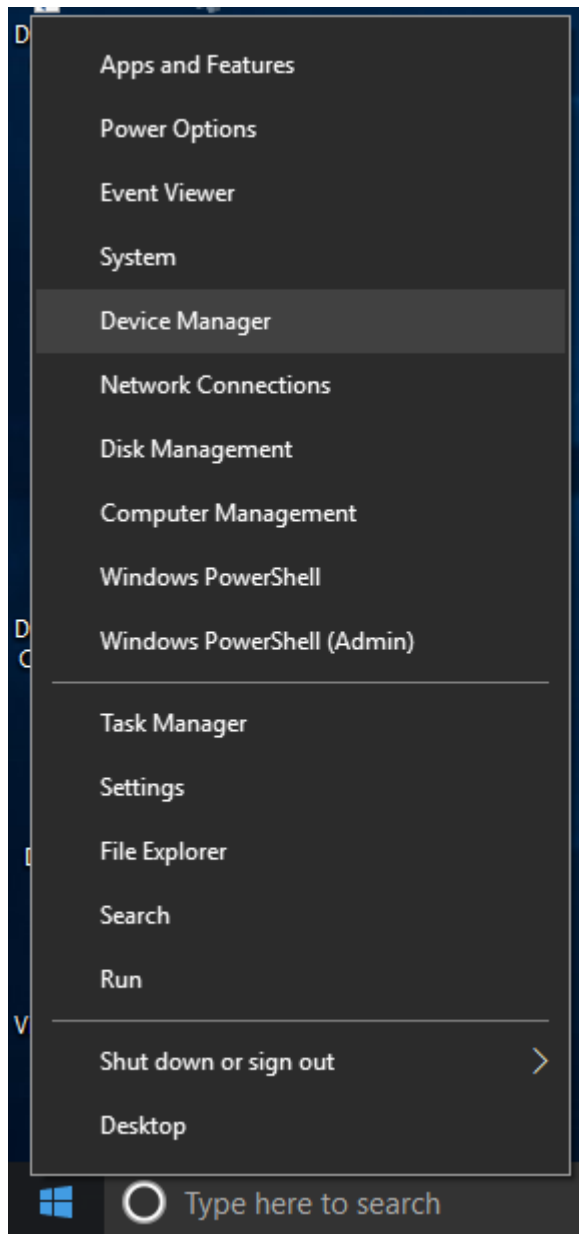 D
Apps and Features
Power Options
Event Viewer
System
Device Manager
Network Connections
Disk Management
Computer Management
Windows PowerShell
D
Windows PowerShell (Admin)
C
Task Manager
Settings
File Explorer
Search
Run
V
Shut down or sign out
Desktop
Type here to search